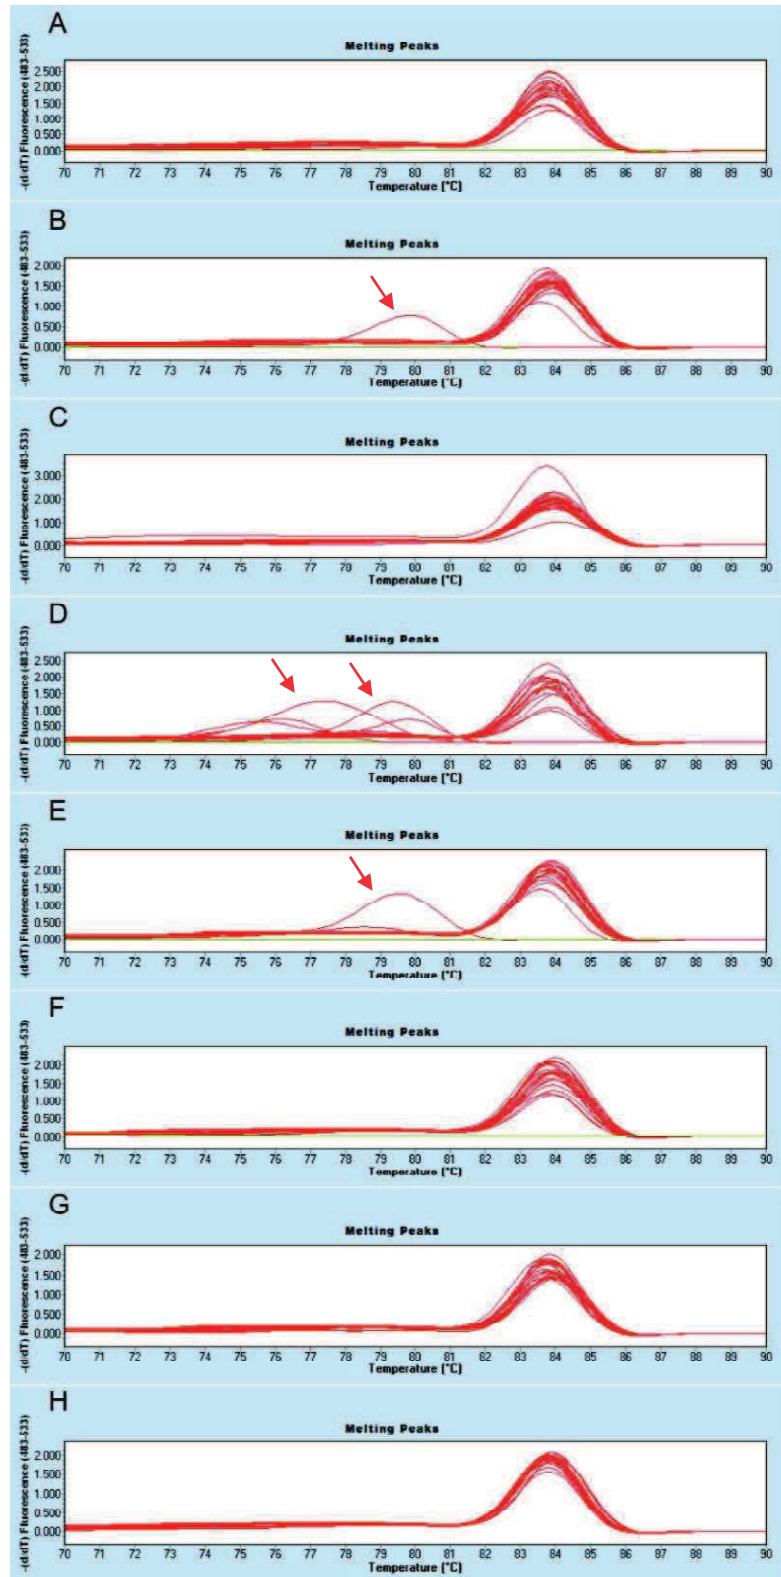 A
Melting Peaks
-(d/dT) Fluorescence (483-533)
2.500
2.000
1.500
1.000
0.500
0.000
70 71 72 73 74 75 76 77 78 79 80 81 82 83 84 85 86 87 88 89 90
Temperature [°C]
B
Melting Peaks
-(d/dT) Fluorescence (483-533)
2.000
1.500
1.000
0.500
0.000
70 71 72 73 74 75 76 77 78 79 80 81 82 83 84 85 86 87 88 89 90
Temperature [°C]
C
Melting Peaks
-(d/dT) Fluorescence (483-533)
3.000
2.000
1.000
0.000
70 71 72 73 74 75 76 77 78 79 80 81 82 83 84 85 86 87 88 89 90
Temperature [°C]
D
Melting Peaks
-(d/dT) Fluorescence (483-533)
2.500
2.000
1.500
1.000
0.500
0.000
70 71 72 73 74 75 76 77 78 79 80 81 82 83 84 85 86 87 88 89 90
Temperature [°C]
E
Melting Peaks
-(d/dT) Fluorescence (483-533)
2.000
1.500
1.000
0.500
0.000
70 71 72 73 74 75 76 77 78 79 80 81 82 83 84 85 86 87 88 89 90
Temperature [°C]
F
Melting Peaks
-(d/dT) Fluorescence (483-533)
2.000
1.500
1.000
0.500
0.000
70 71 72 73 74 75 76 77 78 79 80 81 82 83 84 85 86 87 88 89 90
Temperature [°C]
G
Melting Peaks
-(d/dT) Fluorescence (483-533)
2.000
1.500
1.000
0.500
0.000
70 71 72 73 74 75 76 77 78 79 80 81 82 83 84 85 86 87 88 89 90
Temperature [°C]
H
Melting Peaks
-(d/dT) Fluorescence (483-533)
2.000
1.500
1.000
0.500
0.000
70 71 72 73 74 75 76 77 78 79 80 81 82 83 84 85 86 87 88 89 90
Temperature [°C]